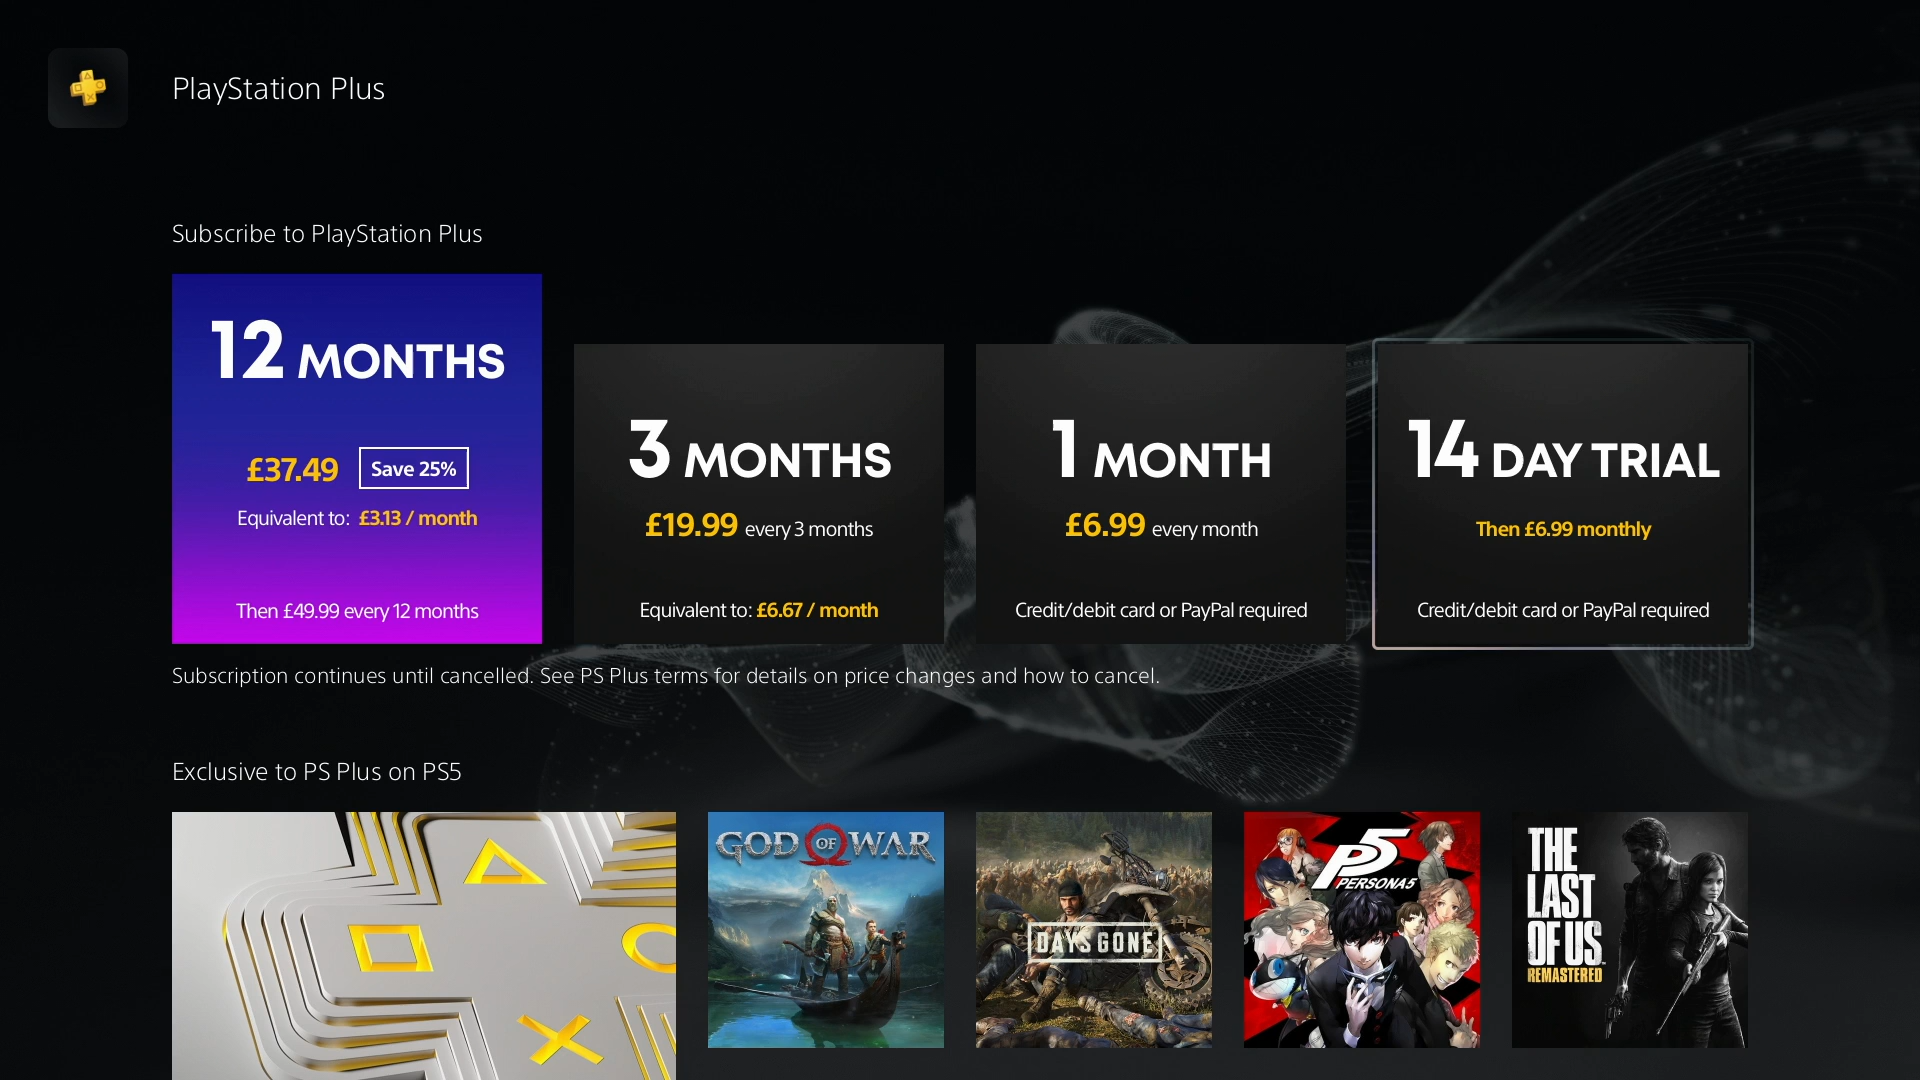 PlayStation Plus
Subscribe to PlayStation Plus
12 MONTHS
£37.49 Save 25%
Equivalent to: £3.13 / month
Then £49.99 every 12 months
3 MONTHS
£19.99 every 3 months
Equivalent to: £6.67 / month
1 MONTH
£6.99 every month
Credit/debit card or PayPal required
14 DAY TRIAL
Then £6.99 monthly
Credit/debit card or PayPal required
Subscription continues until cancelled. See PS Plus terms for details on price changes and how to cancel.
Exclusive to PS Plus on PS5
GOD OF WAR
DAYS GONE
P5
PERSONA5
THE
LAST
OF US
REMASTERED